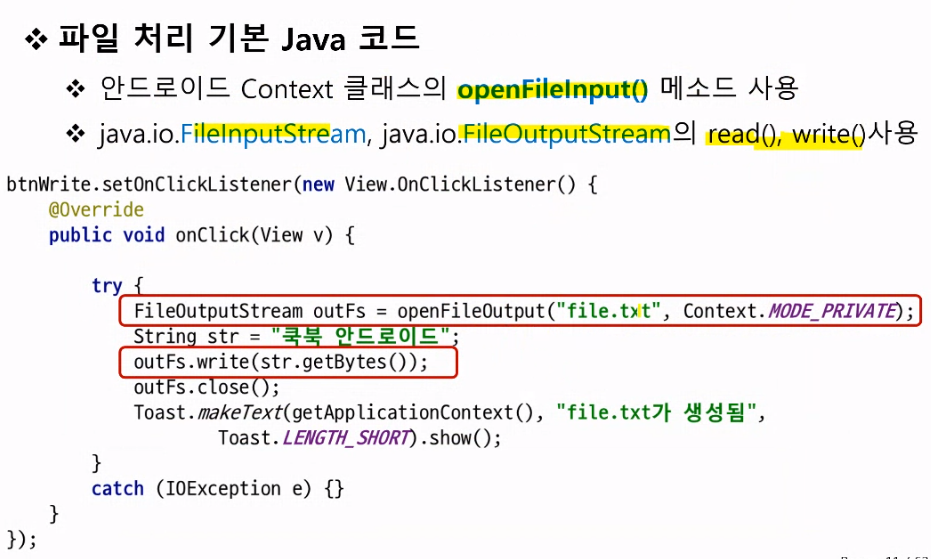 ❖ 파일 처리 기본 Java 코드
❖ 안드로이드 Context 클래스의 openFileInput() 메소드 사용
❖ java.io.FileInputStream, java.io.FileOutputStream의 read(), write()사용
btnWrite.setOnClickListener(new View.OnClickListener() {
    @Override
    public void onClick(View v) {
        try {
            FileOutputStream outFs = openFileOutput("file.txt", Context.MODE_PRIVATE);
            String str = "쿡북 안드로이드";
            outFs.write(str.getBytes());
            outFs.close();
            Toast.makeText(getApplicationContext(), "file.txt가 생성됨",
                    Toast.LENGTH_SHORT).show();
        }
        catch (IOException e) {}
    }
});